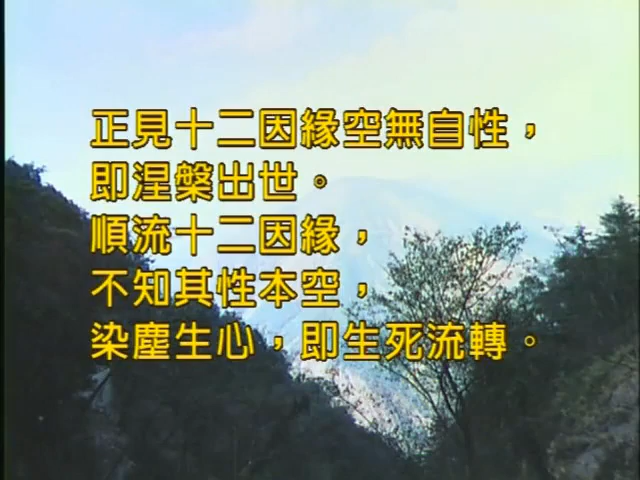 正見十二因緣空無自性，
即涅槃出世。
順流十二因緣，
不知其性本空，
染塵生心，即生死流轉。